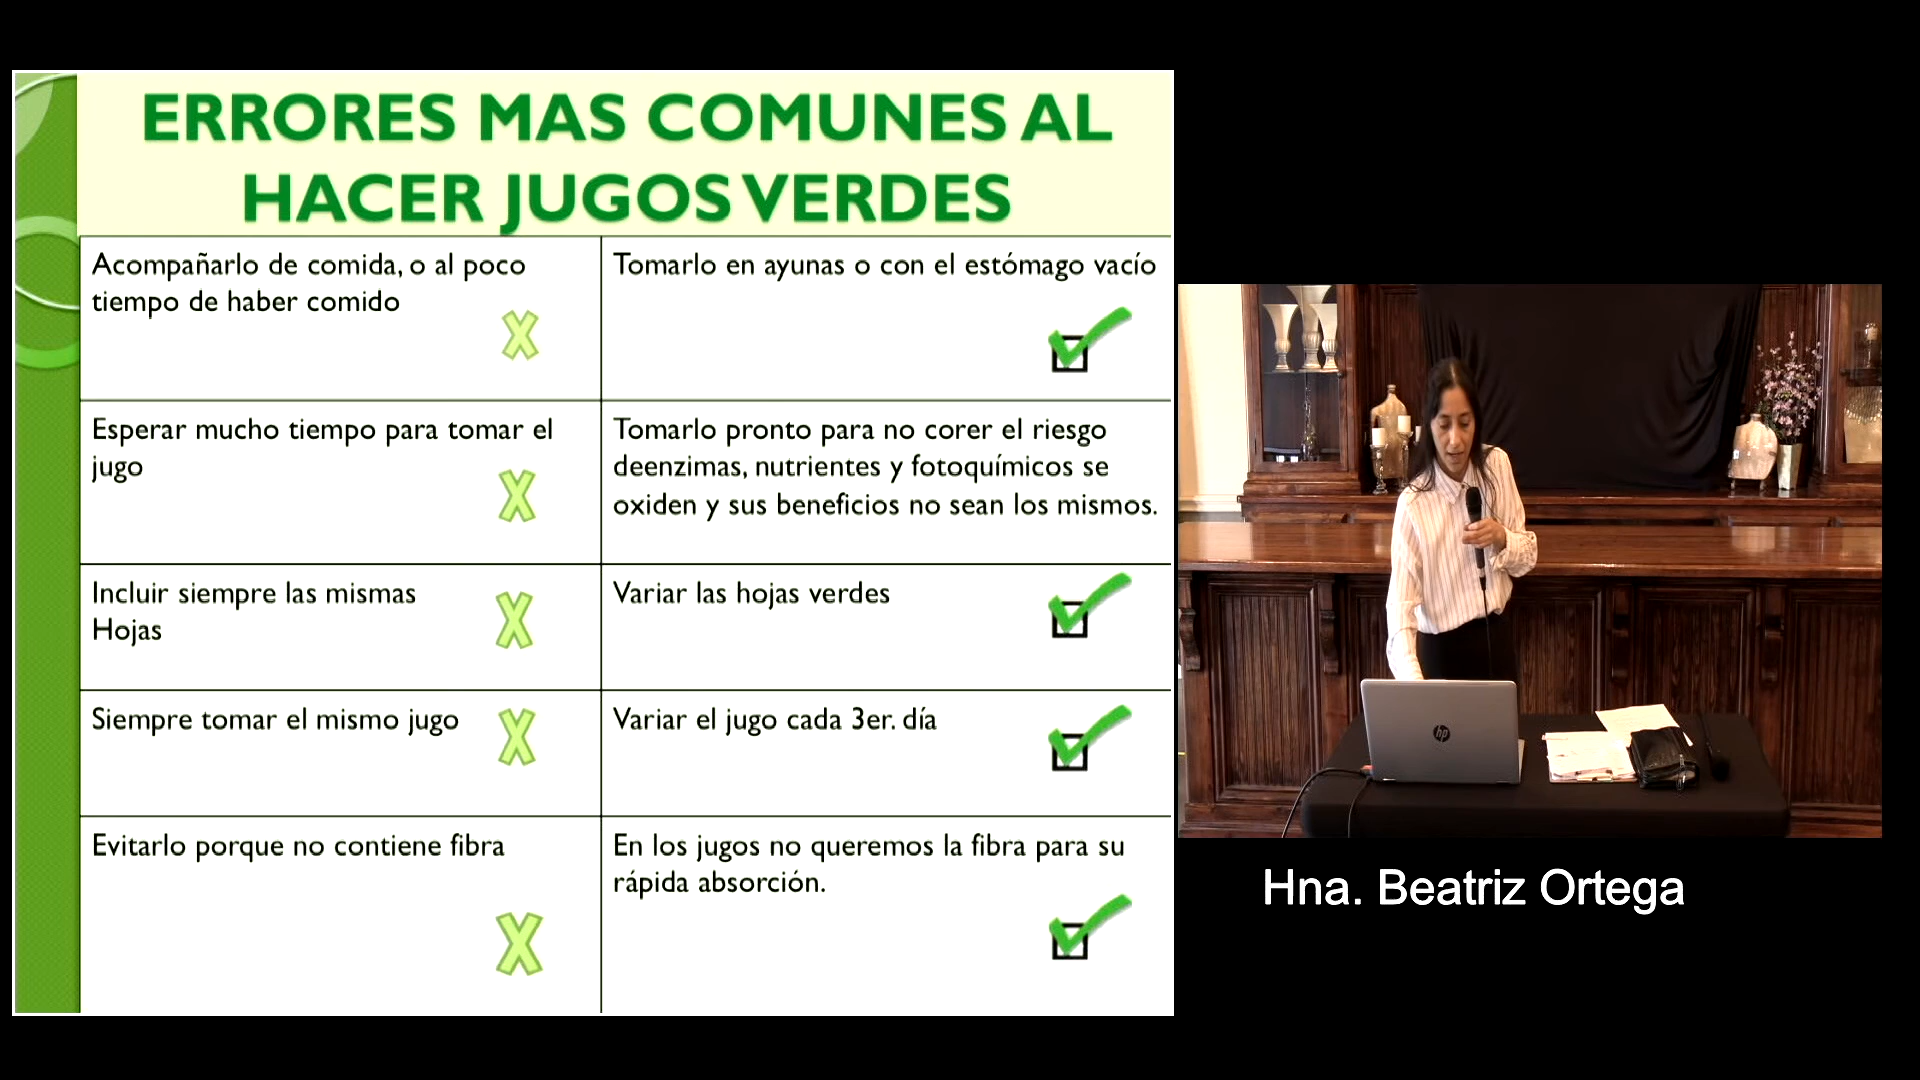 ERRORES MAS COMUNES AL
HACER JUGOS VERDES
Acompañarlo de comida, o al poco
tiempo de haber comido
Tomarlo en ayunas o con el estómago vacío
Esperar mucho tiempo para tomar el
jugo
Tomarlo pronto para no corer el riesgo
deenzimas, nutrientes y fotoquímicos se
oxiden y sus beneficios no sean los mismos.
Incluir siempre las mismas
Hojas
Variar las hojas verdes
Siempre tomar el mismo jugo
Variar el jugo cada 3er. día
Evitarlo porque no contiene fibra
En los jugos no queremos la fibra para su
rápida absorción.
hp
Hna. Beatriz Ortega